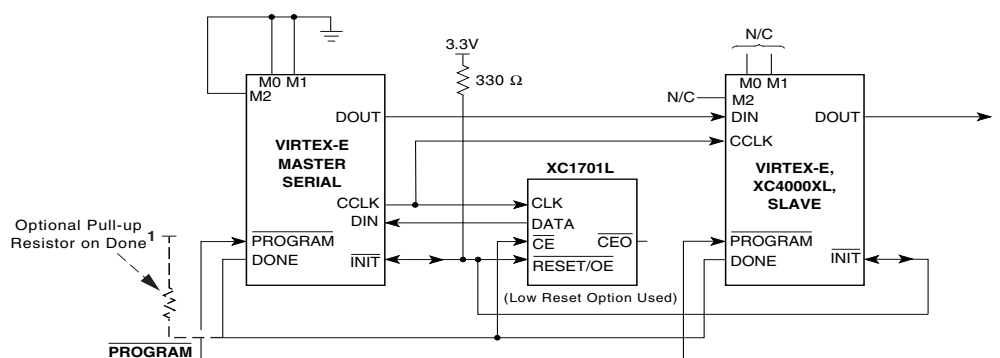 N/C
3.3V
M0 M1
M2
330 Ω
M0 M1
N/C
M2
DOUT
DIN
DOUT
VIRTEX-E
MASTER
SERIAL
CCLK
XC1701L
VIRTEX-E,
XC4000XL,
SLAVE
CCLK
CLK
DIN
DATA
Optional Pull-up
Resistor on Done1
PROGRAM
CE
CEO
PROGRAM
DONE
INIT
RESET/OE
DONE
INIT
(Low Reset Option Used)
PROGRAM